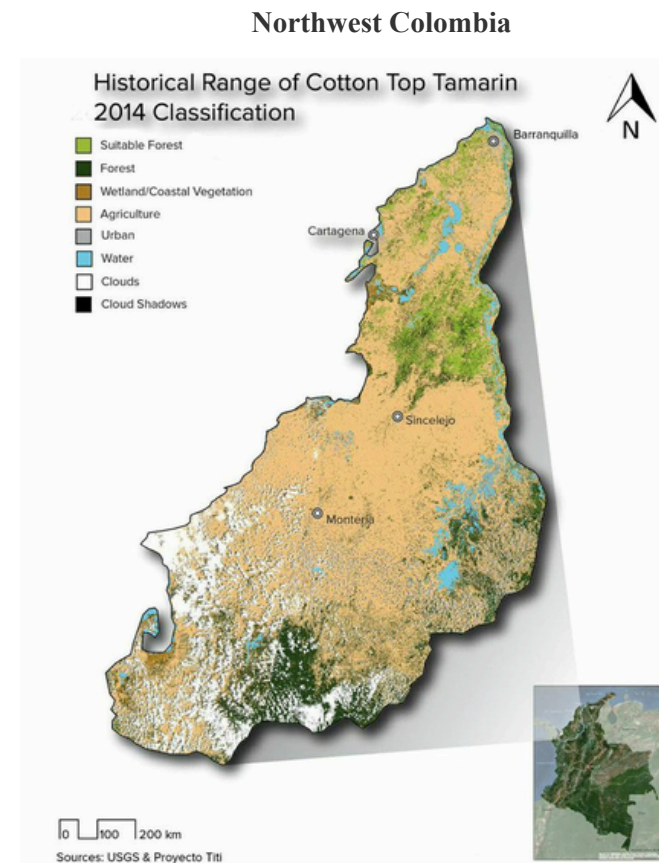 Northwest Colombia
Historical Range of Cotton Top Tamarin
2014 Classification
N
Suitable Forest
Forest
Wetland/Coastal Vegetation
Agriculture
Urban
Water
Clouds
Cloud Shadows
Barranquilla
Cartagena
Sincelejo
Montería
0 100 200 km
Sources: USGS & Proyecto Titi